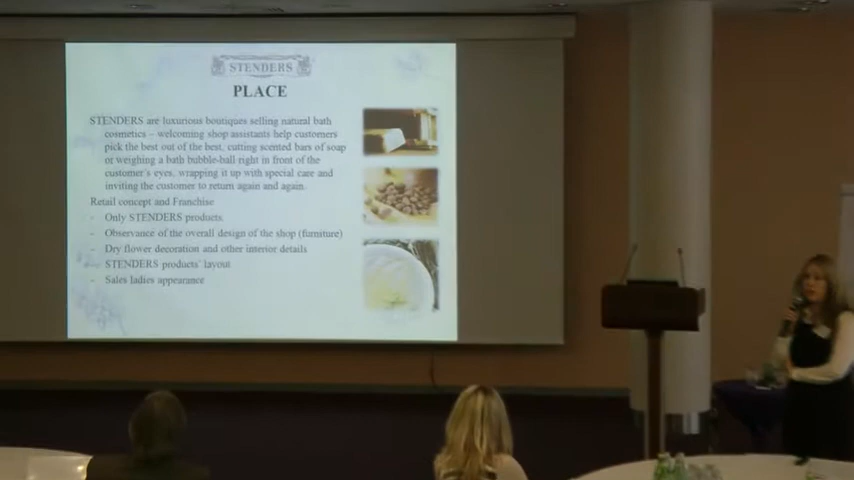 STENDERS
PLACE
STENDERS are luxurious boutiques selling natural bath
cosmetics – welcoming shop assistants help customers
pick the best out of the best, cutting scented bars of soap
or weighing a bath bubble-ball right in front of the
customer's eyes, wrapping it up with special care and
inviting the customer to return again and again.
Retail concept and Franchise
- Only STENDERS products
- Observance of the overall design of the shop (furniture)
- Dry flower decoration and other interior details
- STENDERS products' layout
- Sales ladies appearance